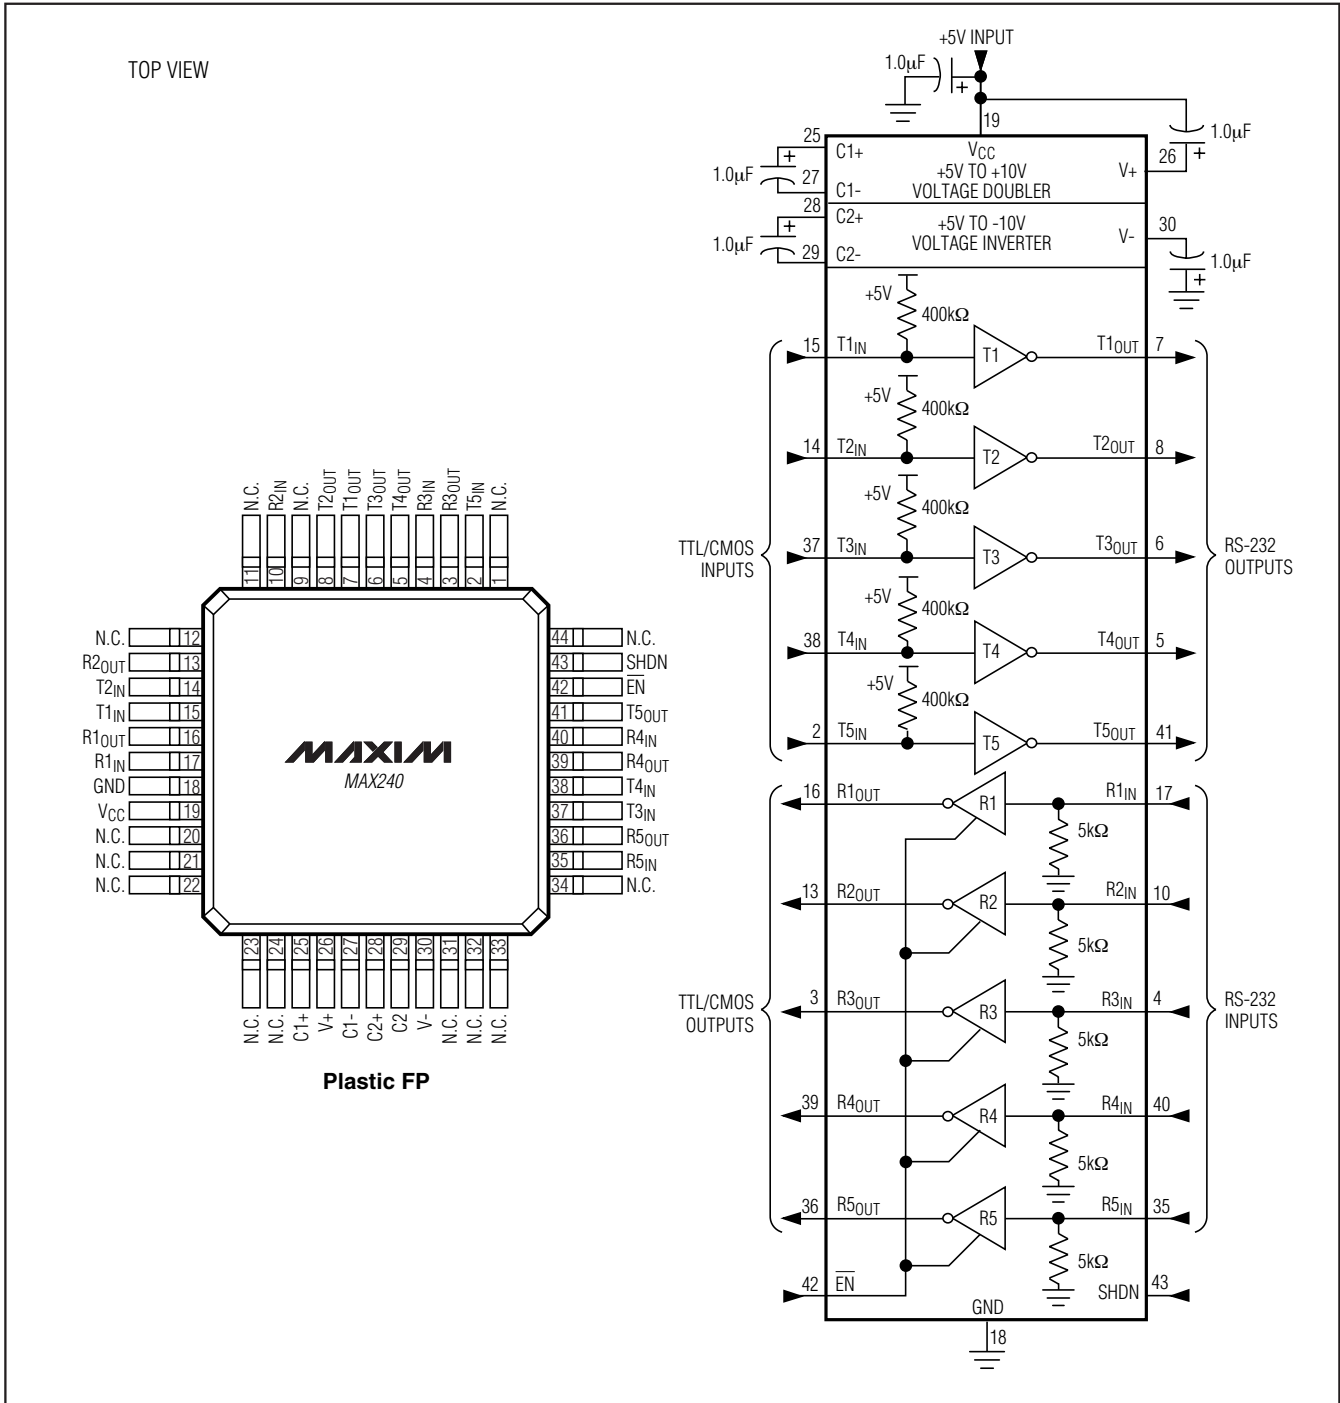 TOP VIEW
N.C.
R2IN
N.C.
T2OUT
T1OUT
T3OUT
T4OUT
R3IN
R3OUT
T5IN
N.C.
11
10
9
8
7
6
5
4
3
2
1
N.C. 12
R2OUT 13
T2IN 14
T1IN 15
R1OUT 16
R1IN 17
GND 18
VCC 19
N.C. 20
N.C. 21
N.C. 22
MAXIM
MAX240
44 N.C.
43 SHDN
42 EN
41 T5OUT
40 R4IN
39 R4OUT
38 T4IN
37 T3IN
36 R5OUT
35 R5IN
34 N.C.
23
24
25
26
27
28
29
30
31
32
33
N.C.
N.C.
C1+
V+
C1-
C2+
C2
V-
N.C.
N.C.
N.C.
Plastic FP
+5V INPUT
1.0µF
+
19
1.0µF
+
25
C1+
VCC
+5V TO +10V
VOLTAGE DOUBLER
V+
26
1.0µF
+
27
C1-
28
C2+
+5V TO -10V
VOLTAGE INVERTER
V-
30
1.0µF
+
29
C2-
1.0µF
+
TTL/CMOS
INPUTS
+5V
400kΩ
15 T1IN T1 T1OUT 7
+5V
400kΩ
14 T2IN T2 T2OUT 8
+5V
400kΩ
37 T3IN T3 T3OUT 6
+5V
400kΩ
38 T4IN T4 T4OUT 5
+5V
400kΩ
2 T5IN T5 T5OUT 41
RS-232
OUTPUTS
TTL/CMOS
OUTPUTS
16 R1OUT R1 R1IN 17
5kΩ
13 R2OUT R2 R2IN 10
5kΩ
3 R3OUT R3 R3IN 4
5kΩ
39 R4OUT R4 R4IN 40
5kΩ
36 R5OUT R5 R5IN 35
5kΩ
RS-232
INPUTS
42 EN
SHDN 43
GND
18